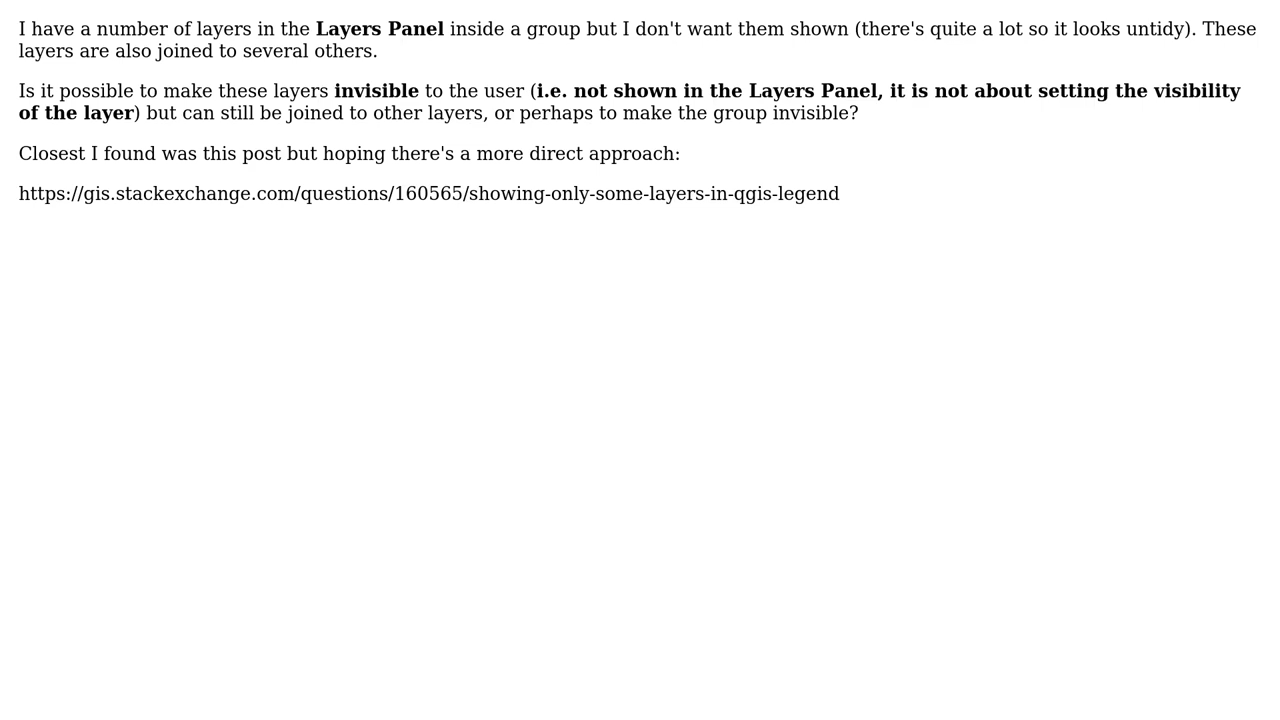 I have a number of layers in the Layers Panel inside a group but I don't want them shown (there's quite a lot so it looks untidy). These
layers are also joined to several others.
Is it possible to make these layers invisible to the user (i.e. not shown in the Layers Panel, it is not about setting the visibility
of the layer) but can still be joined to other layers, or perhaps to make the group invisible?
Closest I found was this post but hoping there's a more direct approach:
https://gis.stackexchange.com/questions/160565/showing-only-some-layers-in-qgis-legend